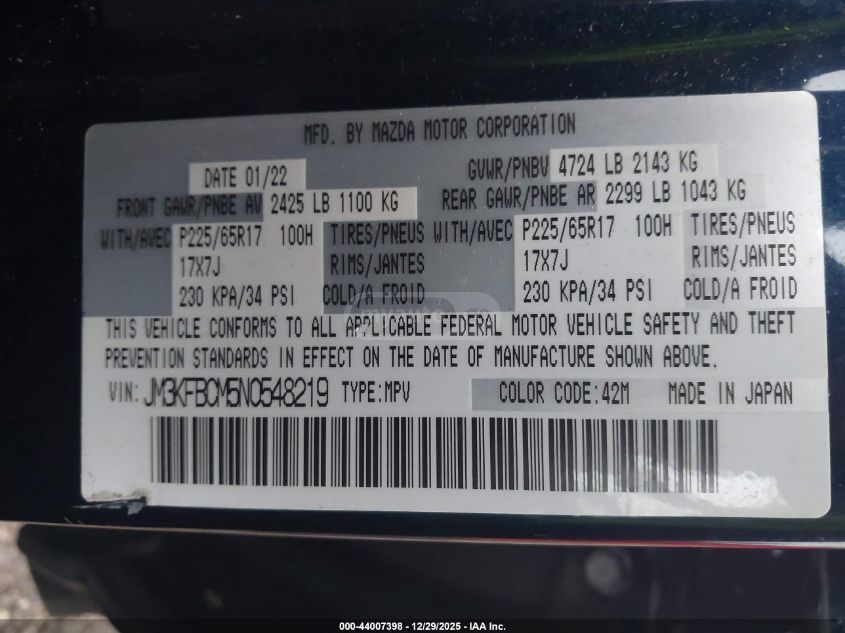 MFD. BY MAZDA MOTOR CORPORATION
DATE 01/22 GVWR/PNBV 4724 LB 2143 KG
FRONT GAWR/PNBE AV 2425 LB 1100 KG REAR GAWR/PNBE AR 2299 LB 1043 KG
WITH/AVEC P225/65R17 100H TIRES/PNEUS WITH/AVEC P225/65R17 100H TIRES/PNEUS
17X7J RIMS/JANTES 17X7J RIMS/JANTES
230 KPA/34 PSI COLD/A FROID 230 KPA/34 PSI COLD/A FROID
THIS VEHICLE CONFORMS TO ALL APPLICABLE FEDERAL MOTOR VEHICLE SAFETY AND THEFT
PREVENTION STANDARDS IN EFFECT ON THE DATE OF MANUFACTURE SHOWN ABOVE.
VIN: JM3KFBCM5N0548219 TYPE:MPV COLOR CODE:42M MADE IN JAPAN
000-44007398 - 12/29/2025 - IAA Inc.